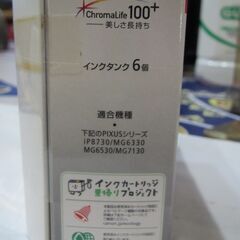 ChromaLife 100+
美しさ長持ち
インクタンク 6個
適合機種
下記のPIXUSシリーズ
iP8730/MG6330
MG6530/MG7130
インクカートリッジ
里帰りプロジェクト